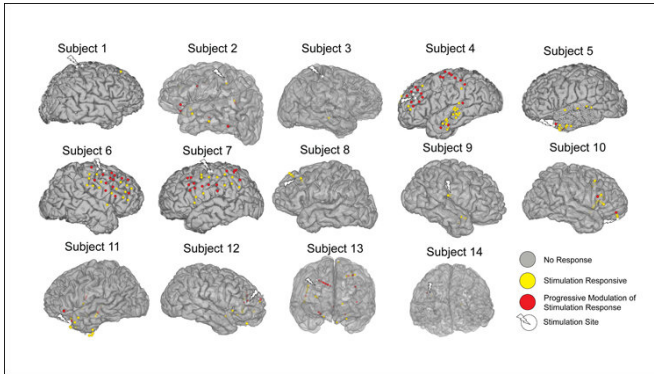 Subject 1
Subject 2
Subject 3
Subject 4
Subject 5
Subject 6
Subject 7
Subject 8
Subject 9
Subject 10
Subject 11
Subject 12
Subject 13
Subject 14
No Response
Stimulation Responsive
Progressive Modulation of
Stimulation Response
Stimulation Site